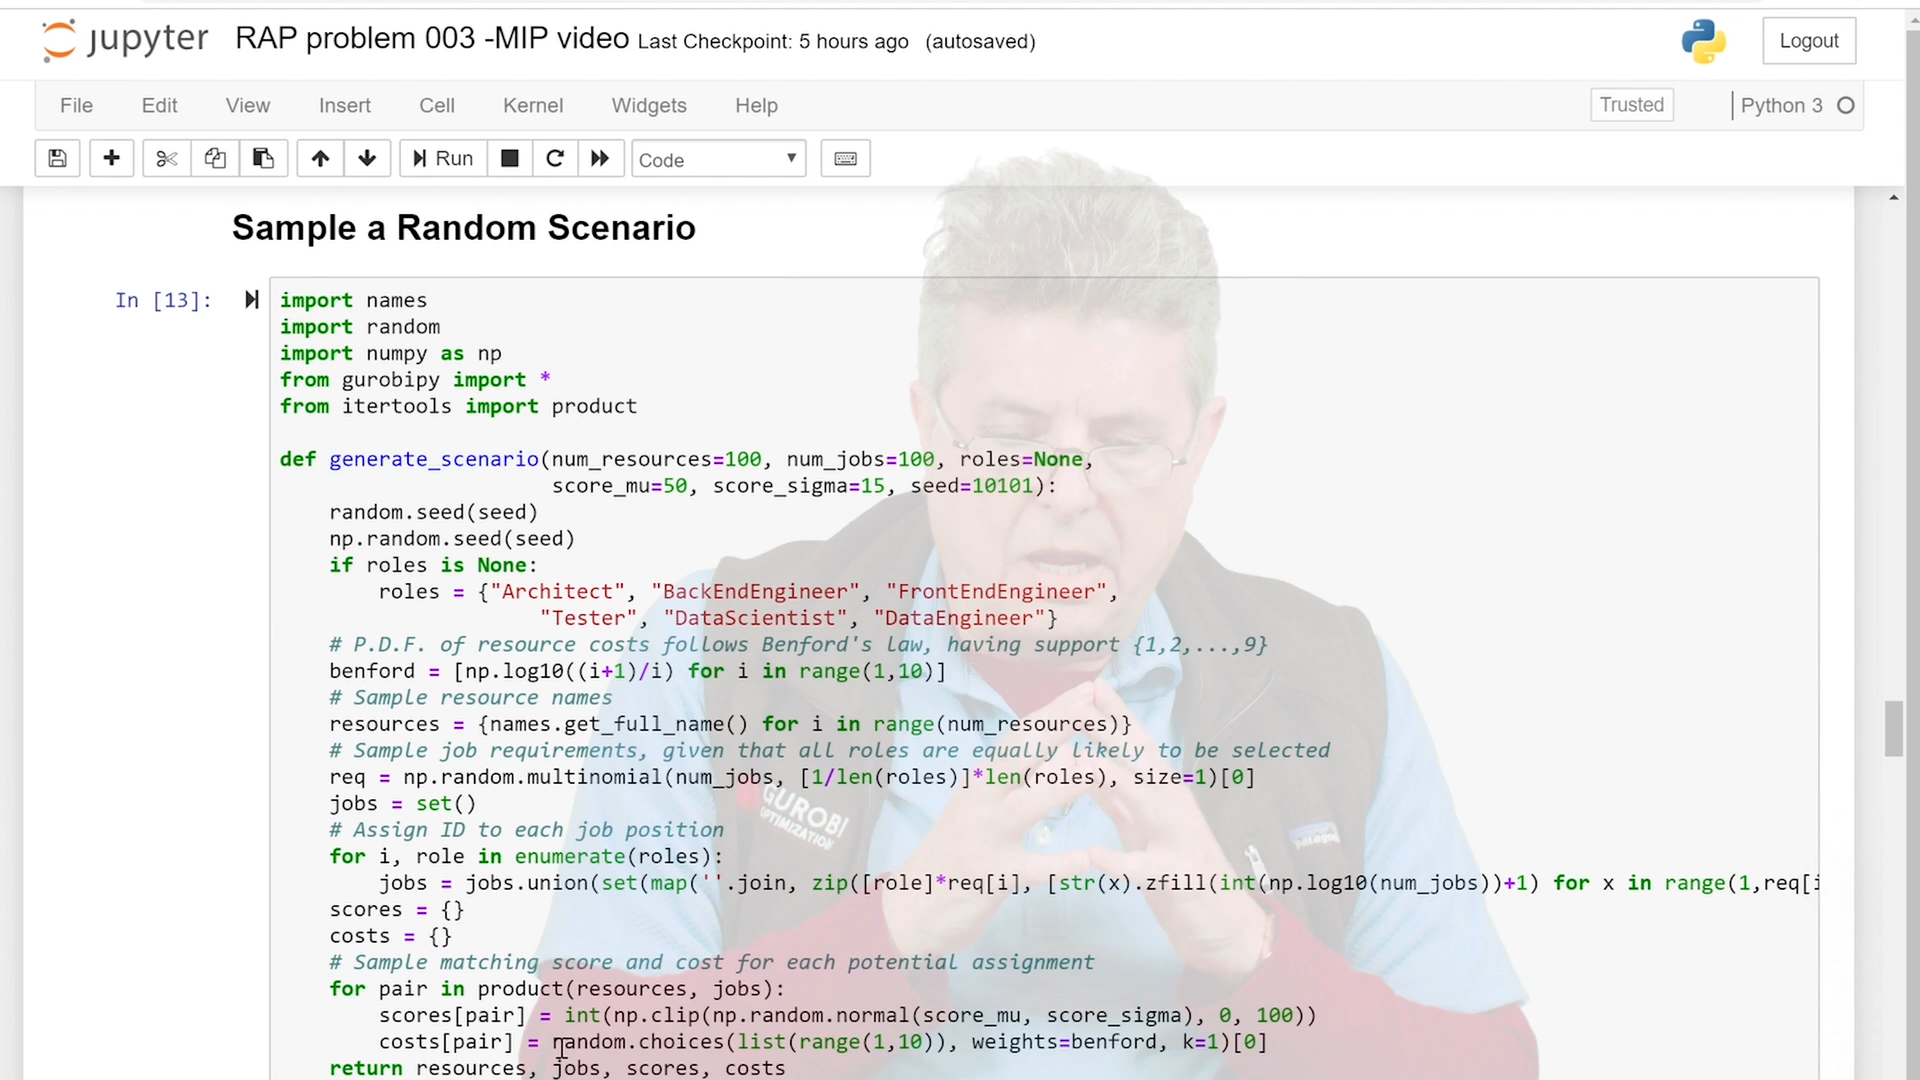 jupyter RAP problem 003 -MIP video Last Checkpoint: 5 hours ago (autosaved) Logout
File Edit View Insert Cell Kernel Widgets Help Trusted Python 3
Run Code
Sample a Random Scenario
In [13]:
import names
import random
import numpy as np
from gurobipy import *
from itertools import product
def generate_scenario(num_resources=100, num_jobs=100, roles=None,
score_mu=50, score_sigma=15, seed=10101):
random.seed(seed)
np.random.seed(seed)
if roles is None:
roles = {"Architect", "BackEndEngineer", "FrontEndEngineer",
"Tester", "DataScientist", "DataEngineer"}
# P.D.F. of resource costs follows Benford's law, having support {1,2,...,9}
benford = [np.log10((i+1)/i) for i in range(1,10)]
# Sample resource names
resources = {names.get_full_name() for i in range(num_resources)}
# Sample job requirements, given that all roles are equally likely to be selected
req = np.random.multinomial(num_jobs, [1/len(roles)]*len(roles), size=1)[0]
jobs = set()
# Assign ID to each job position
for i, role in enumerate(roles):
jobs = jobs.union(set(map(''.join, zip([role]*req[i], [str(x).zfill(int(np.log10(num_jobs))+1) for x in range(1,req[i
scores = {}
costs = {}
# Sample matching score and cost for each potential assignment
for pair in product(resources, jobs):
scores[pair] = int(np.clip(np.random.normal(score_mu, score_sigma), 0, 100))
costs[pair] = random.choices(list(range(1,10)), weights=benford, k=1)[0]
return resources, jobs, scores, costs
GUROBI
OPTIMIZATION